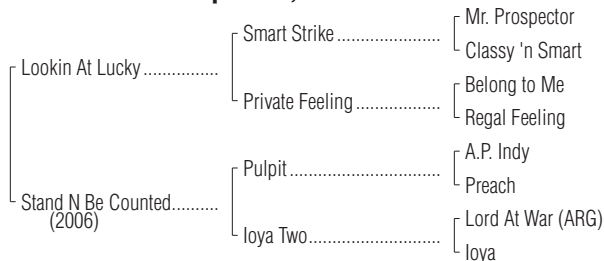 Mr. Prospector
Smart Strike
Classy 'n Smart
Lookin At Lucky
Belong to Me
Private Feeling
Regal Feeling
A.P. Indy
Pulpit
Preach
Stand N Be Counted
(2006)
Lord At War (ARG)
Ioya Two
Ioya